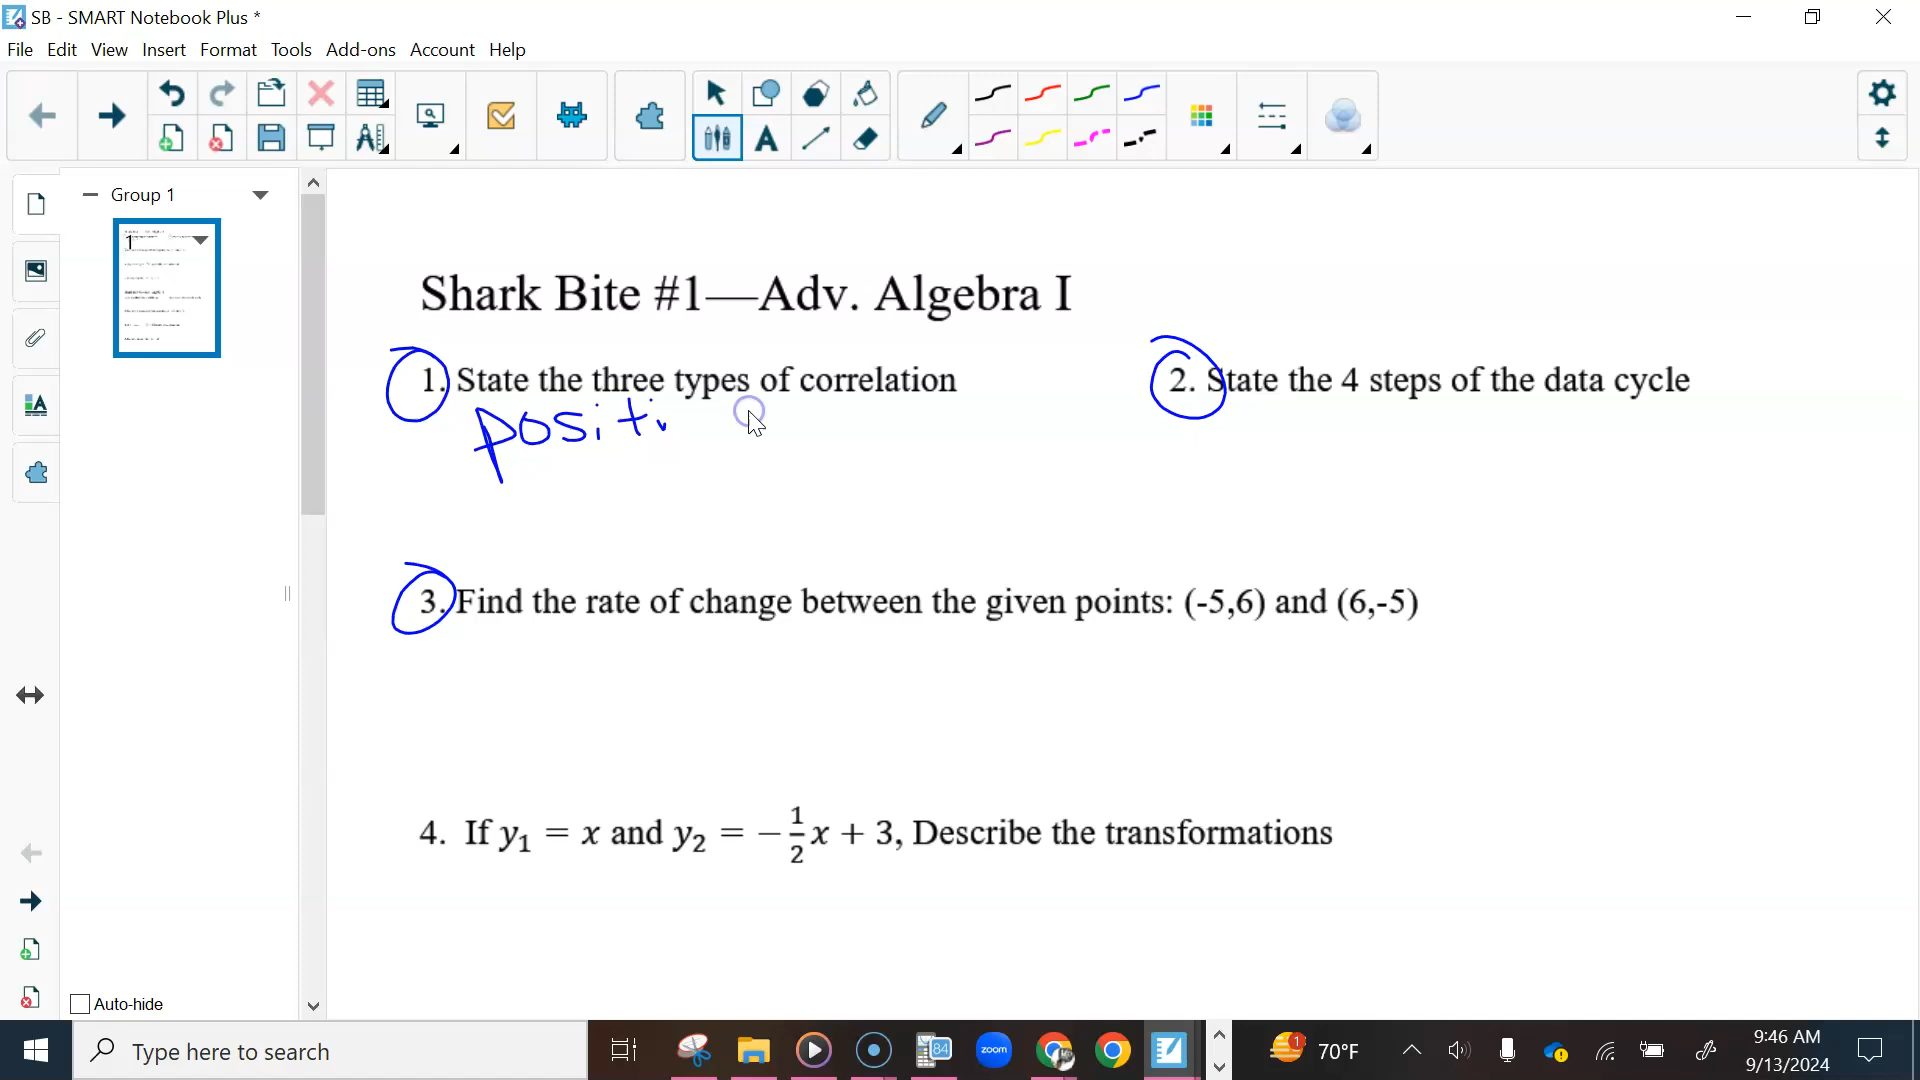 SB - SMART Notebook Plus *
File Edit View Insert Format Tools Add-ons Account Help
Group 1
1
Shark Bite #1—Adv. Algebra I
1. State the three types of correlation
2. State the 4 steps of the data cycle
positi
3. Find the rate of change between the given points: (-5,6) and (6,-5)
4. If y₁ = x and y₂ = −½x + 3, Describe the transformations
Auto-hide
Type here to search
84
zoom
1
70°F
9:46 AM
9/13/2024